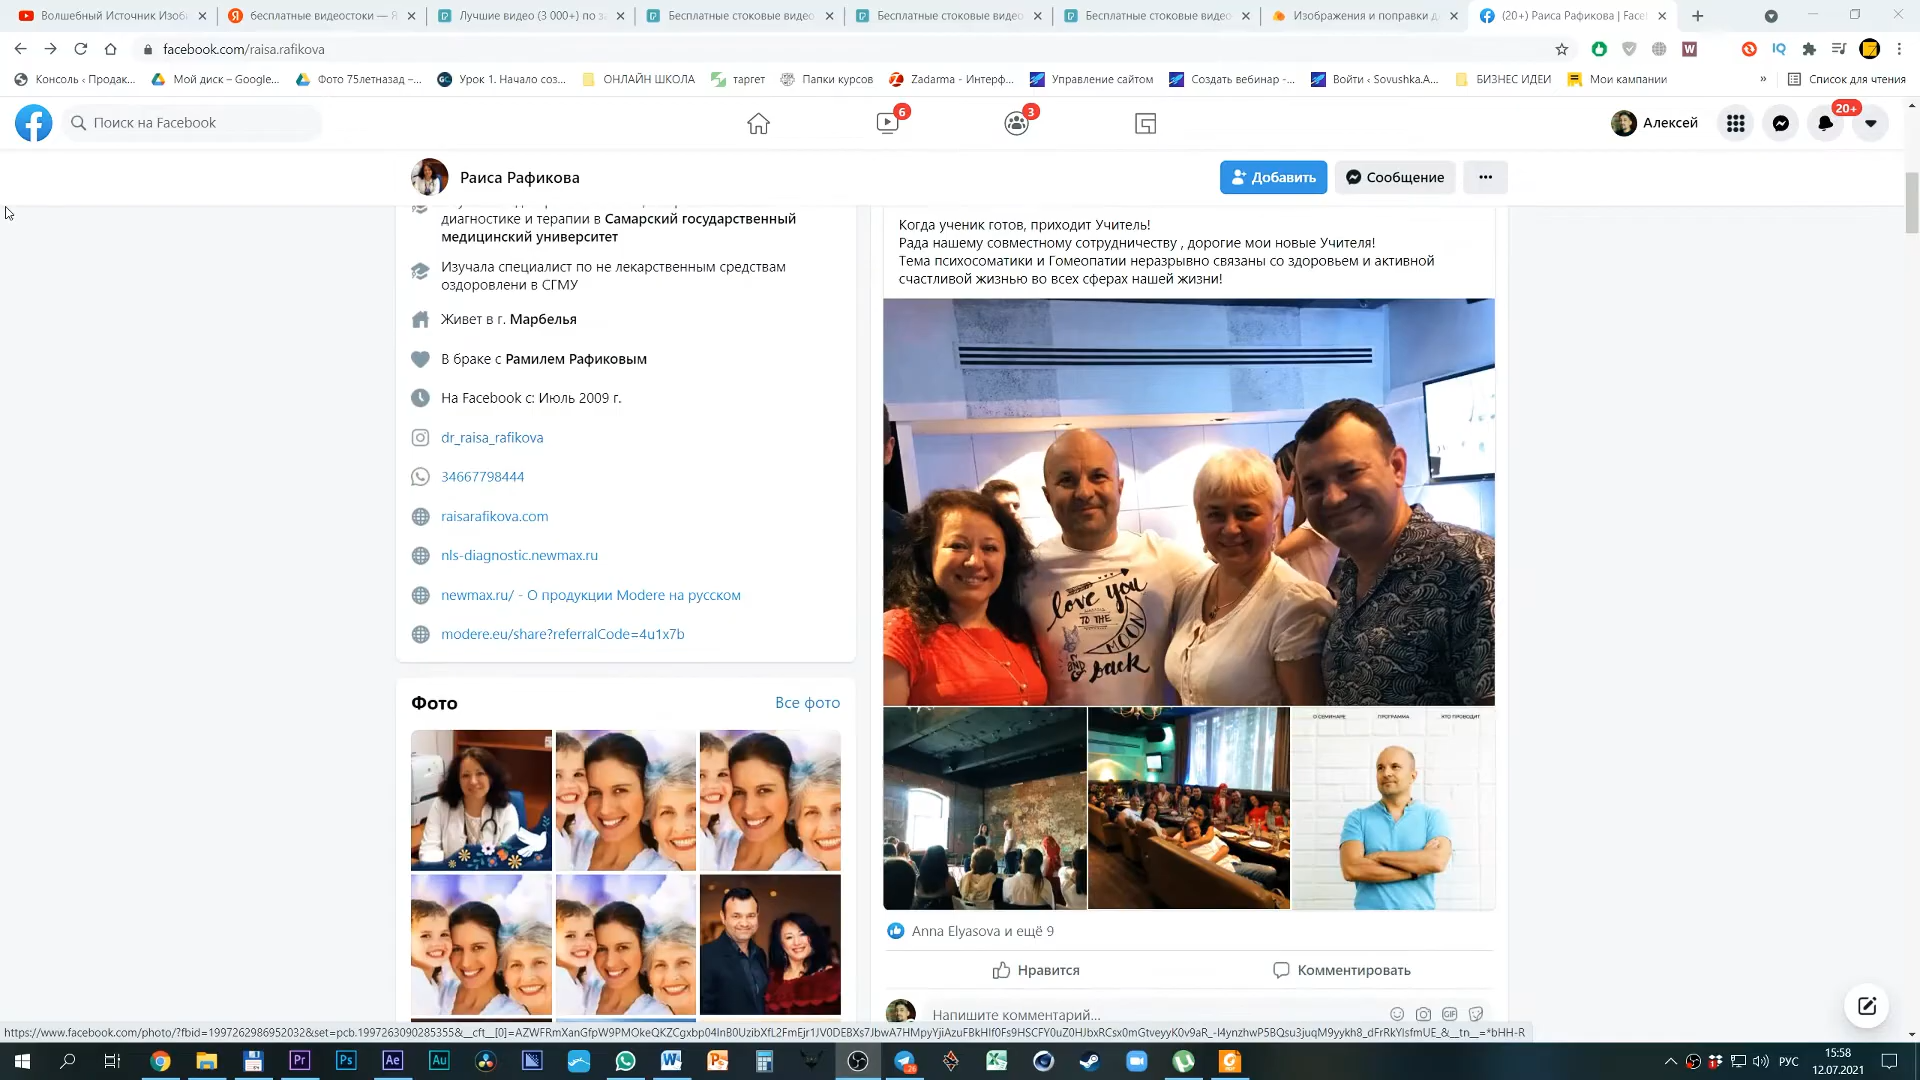 Волшебный Источник Изоби
бесплатные видеостоки — Я
Лучшие видео (3 000+) по за
Бесплатные стоковые видео
Бесплатные стоковые видео
Бесплатные стоковые видео
Изображения и поправки д
(20+) Раиса Рафикова | Face
facebook.com/raisa.rafikova
Консоль ‹ Продак...
Мой диск – Google...
Фото 75летназад –...
Урок 1. Начало соз...
ОНЛАЙН ШКОЛА
таргет
Папки курсов
Zadarma - Интерф...
Управление сайтом
Создать вебинар -...
Войти ‹ Sovushka.A...
БИЗНЕС ИДЕИ
Мои кампании
»
Список для чтения
Поиск на Facebook
6
3
Алексей
20+
Раиса Рафикова
Добавить
Сообщение
диагностике и терапии в Самарский государственный
медицинский университет
Изучала специалист по не лекарственным средствам
оздоровлени в СГМУ
Живет в г. Марбелья
В браке с Рамилем Рафиковым
На Facebook с: Июль 2009 г.
dr_raisa_rafikova
34667798444
raisarafikova.com
nls-diagnostic.newmax.ru
newmax.ru/ - О продукции Modere на русском
modere.eu/share?referralCode=4u1x7b
Фото
Все фото
Когда ученик готов, приходит Учитель!
Рада нашему совместному сотрудничеству , дорогие мои новые Учителя!
Тема психосоматики и Гомеопатии неразрывно связаны со здоровьем и активной
счастливой жизнью во всех сферах нашей жизни!
love you
TO THE
MOON
AND
back
О СЕМИНАРЕ
ПРОГРАММА
КТО ПРОВОДИТ
Anna Elyasova и ещё 9
Нравится
Комментировать
Напишите комментарий...
GIF
РУС
15:58
12.07.2021